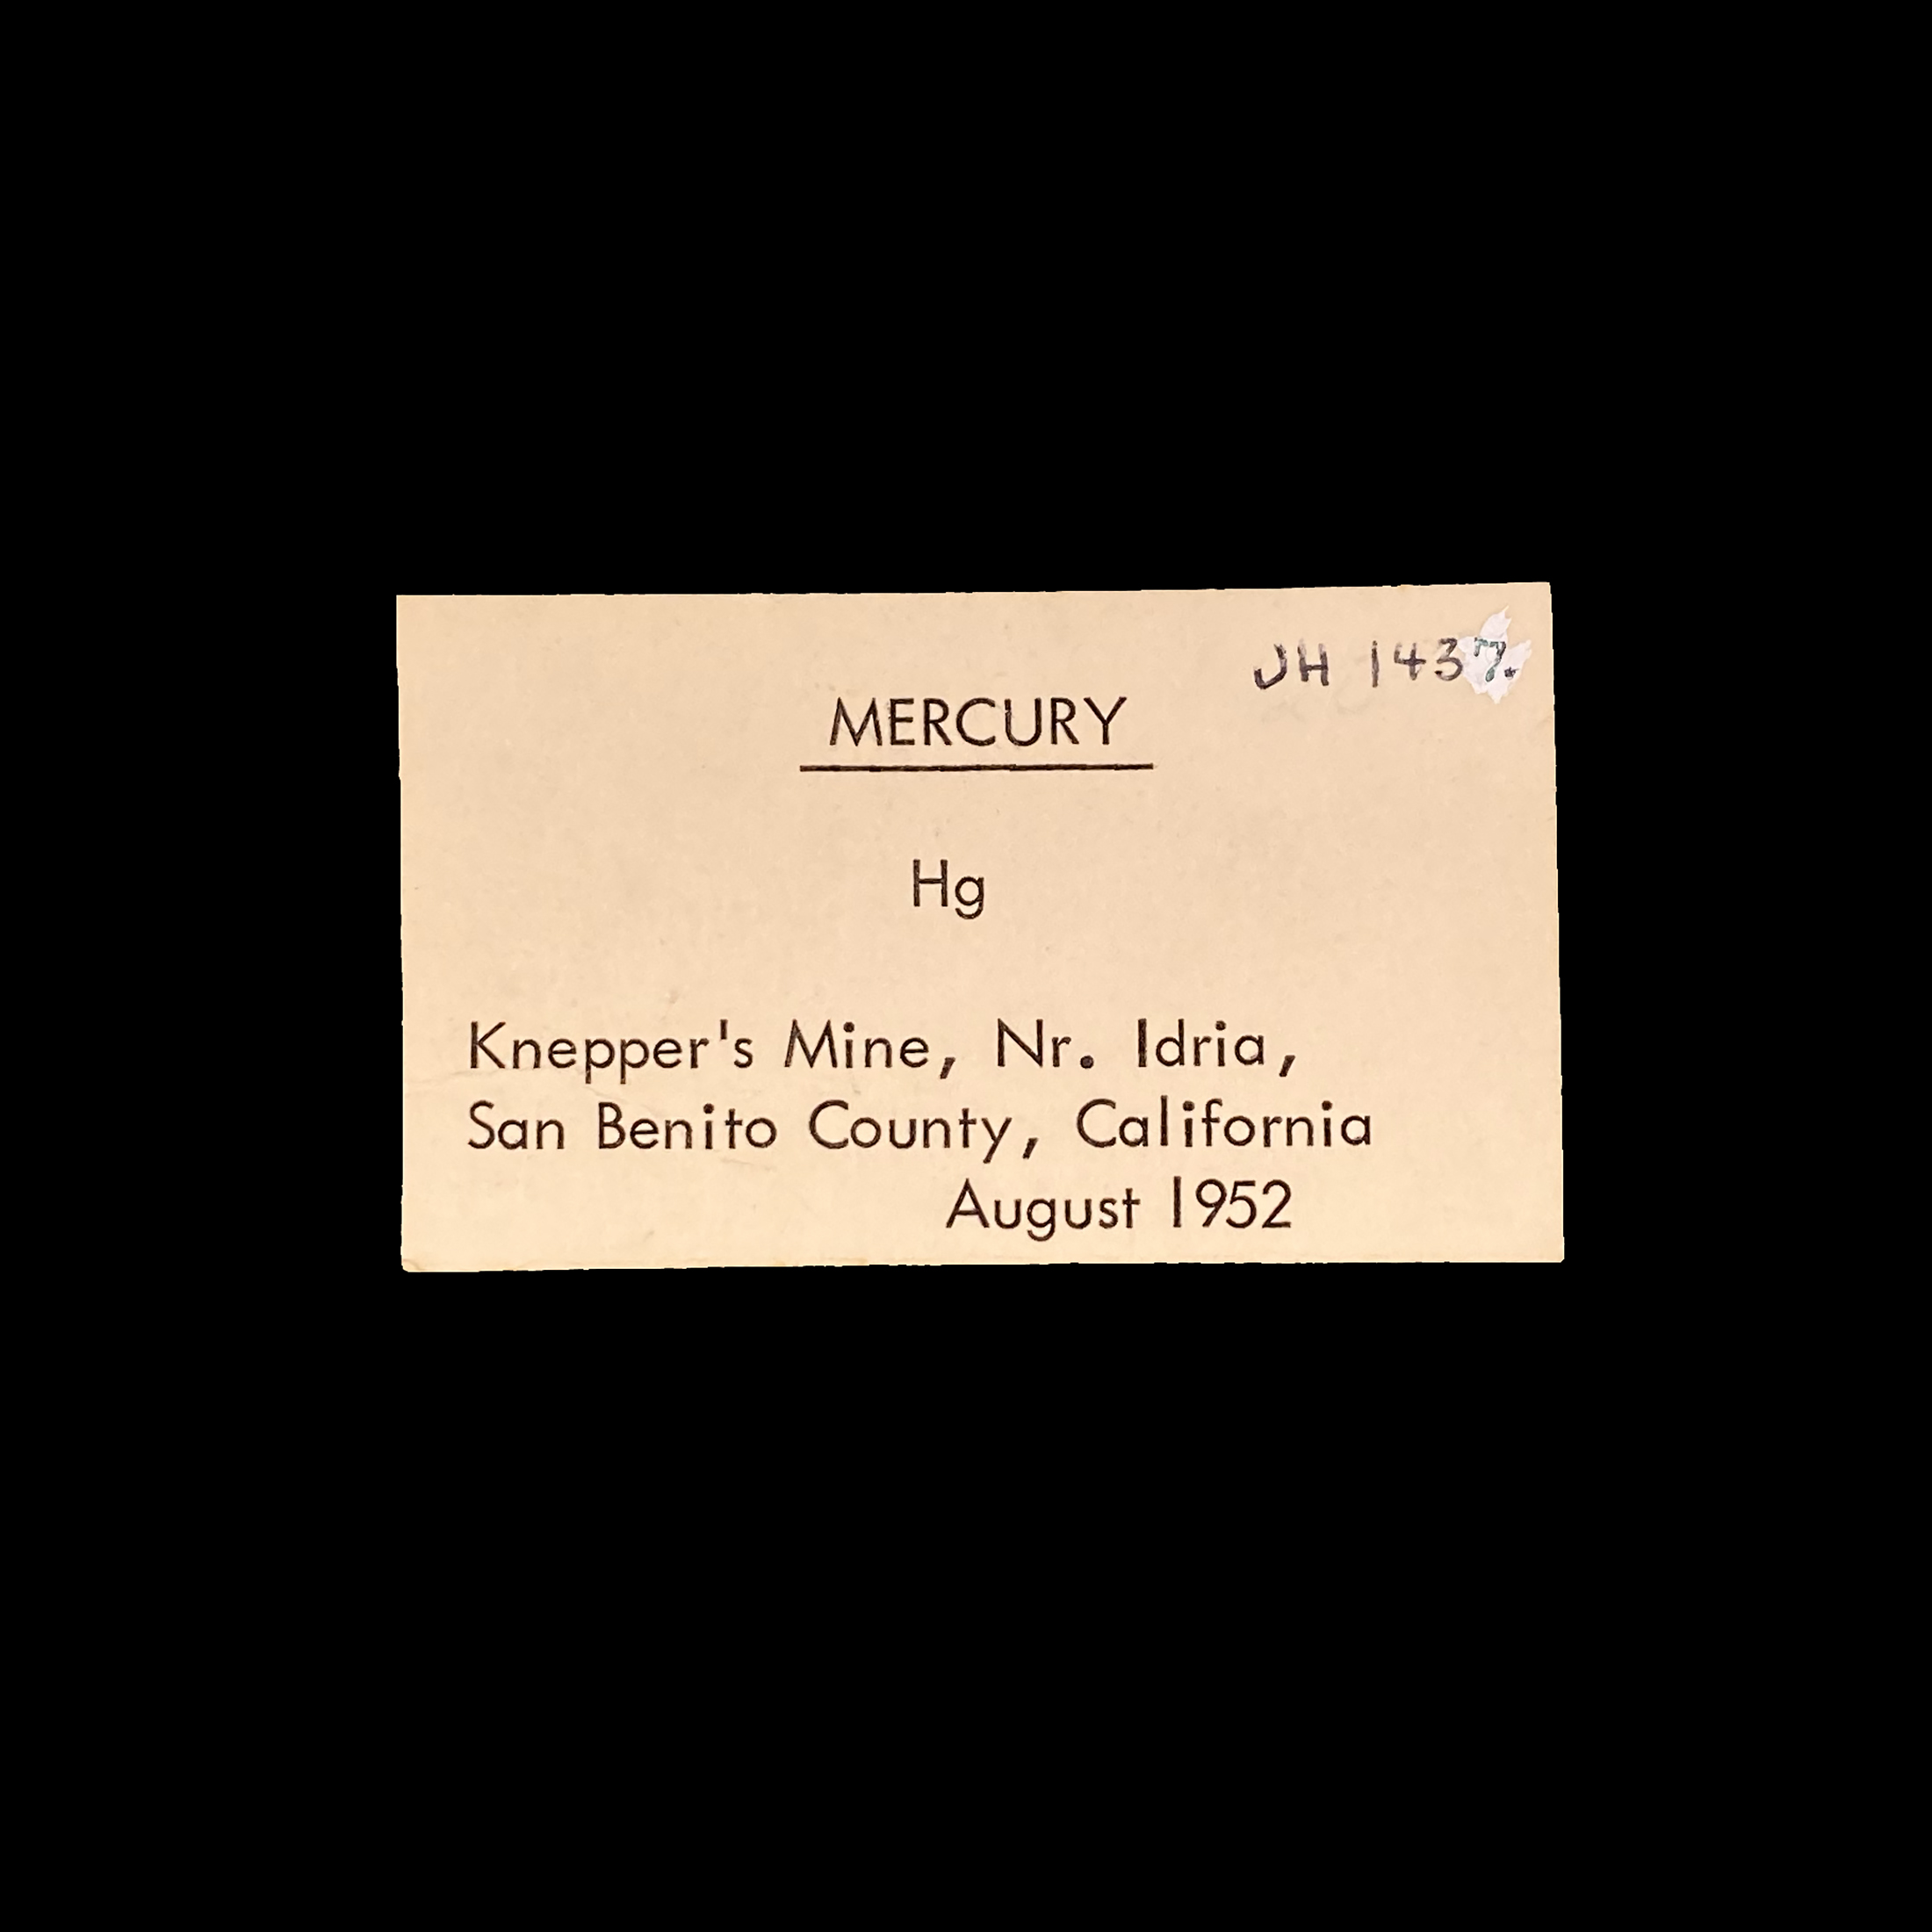 JH 1437.
MERCURY
Hg
Knepper's Mine, Nr. Idria,
San Benito County, California
August 1952